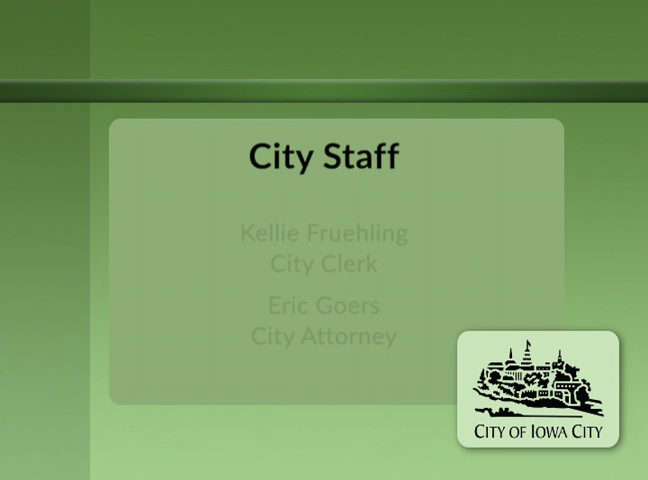 City Staff
Kellie Fruehling
City Clerk
Eric Goers
City Attorney
CITY OF IOWA CITY